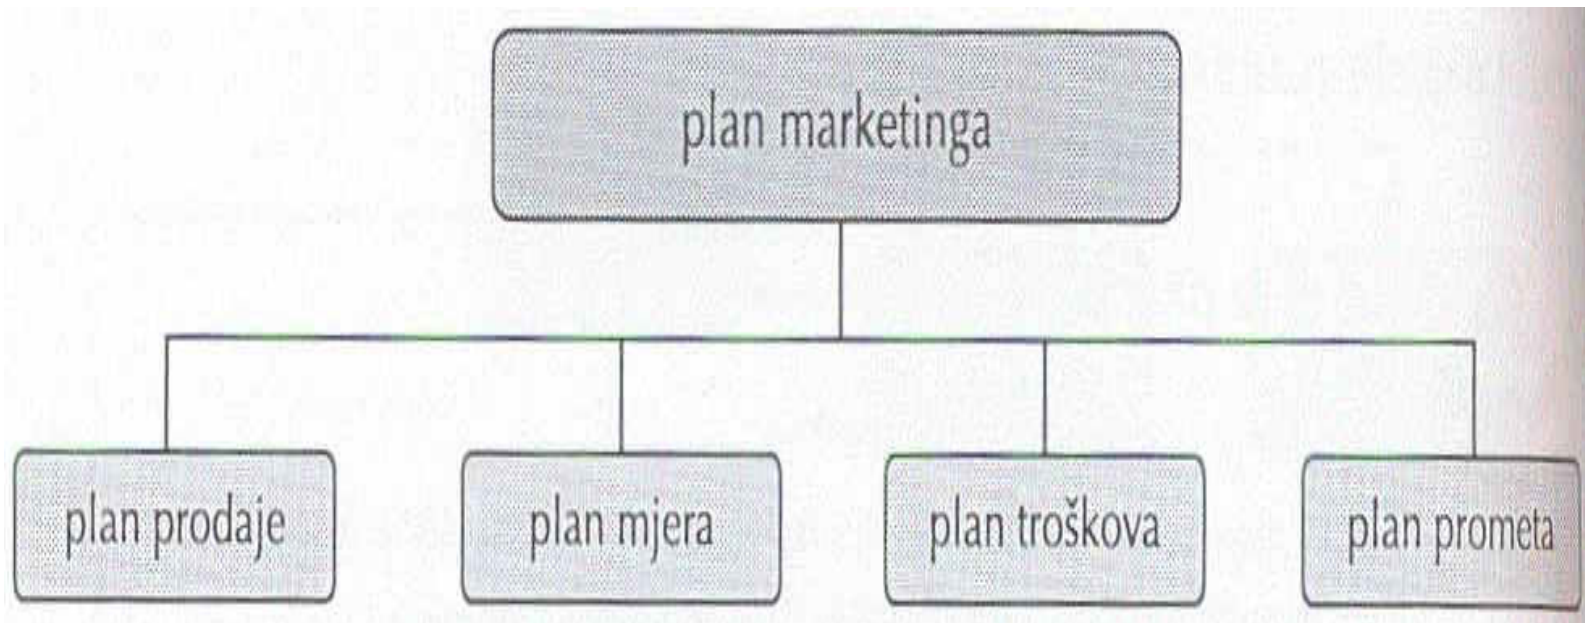 plan marketinga
plan prodaje
plan mjera
plan troškova
plan prometa